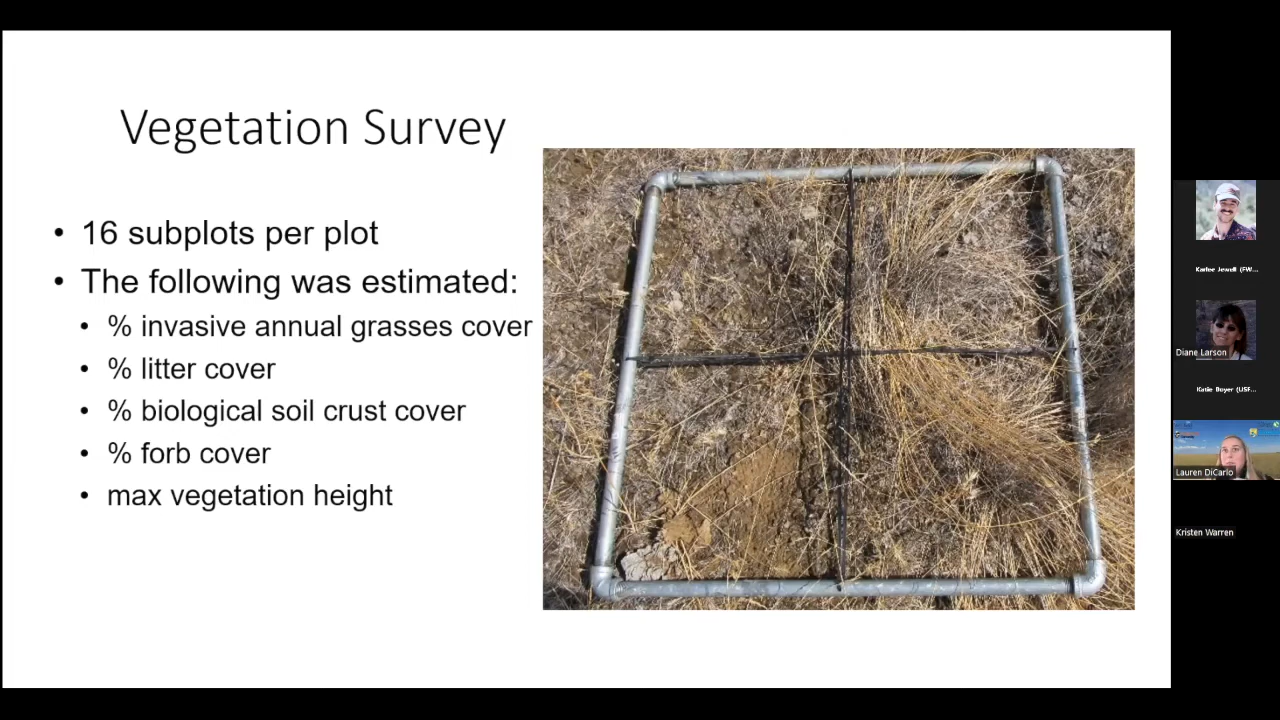 Vegetation Survey
• 16 subplots per plot
• The following was estimated:
• % invasive annual grasses cover
• % litter cover
• % biological soil crust cover
• % forb cover
• max vegetation height
Karlee Jewell (FW...
Diane Larson
Katie Boyer (USF...
Lauren DiCarlo
Kristen Warren